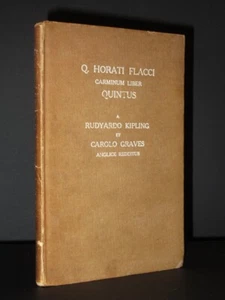 Q. HORATI FLACCI
CARMINUM LIBER
QUINTUS
A
RUDYARDO KIPLING
ET
CAROLO GRAVES
ANGLICE REDDITUS